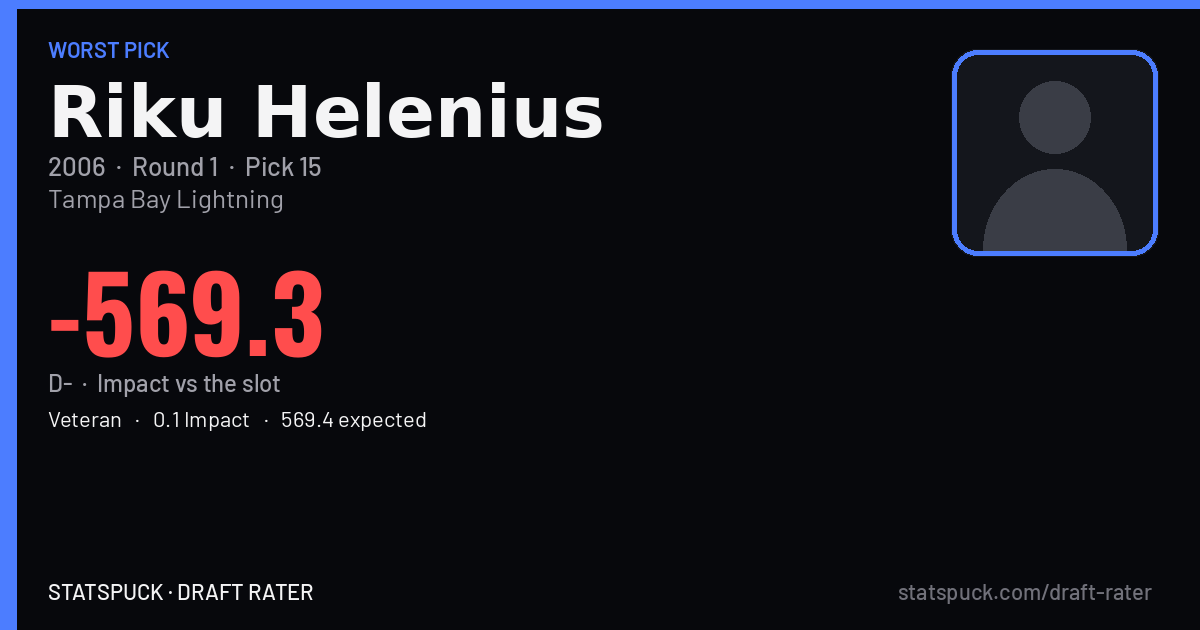 WORST PICK
Riku Helenius
2006 · Round 1 · Pick 15
Tampa Bay Lightning
-569.3
D- · Impact vs the slot
Veteran · 0.1 Impact · 569.4 expected
STATSPUCK · DRAFT RATER
statspuck.com/draft-rater